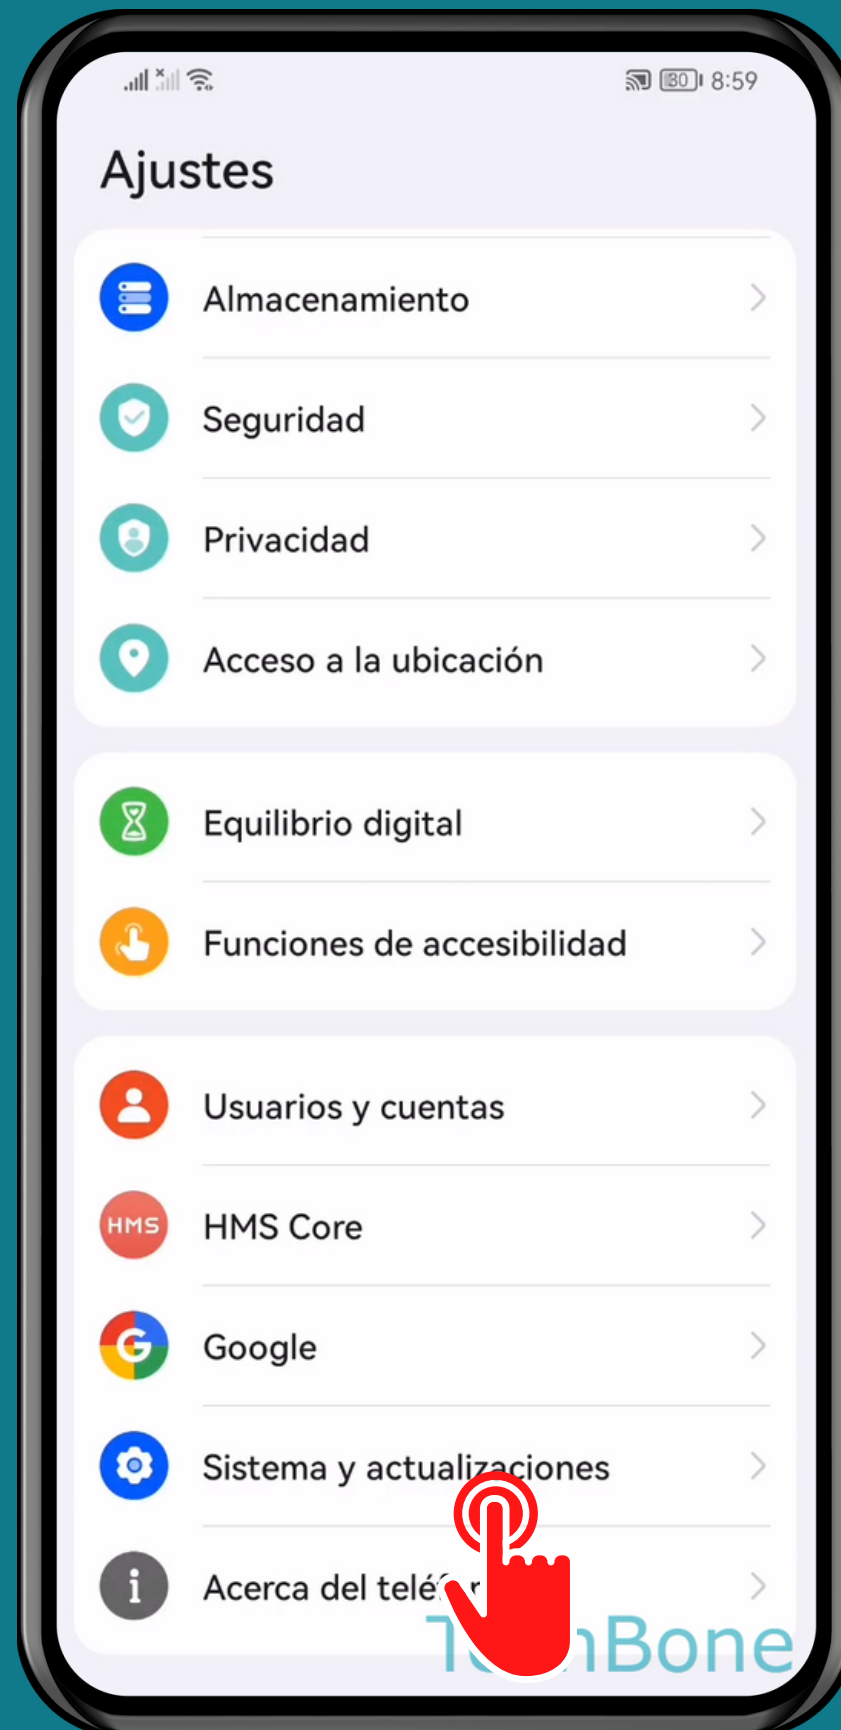 30 8:59
Ajustes
Almacenamiento
Seguridad
Privacidad
Acceso a la ubicación
Equilibrio digital
Funciones de accesibilidad
Usuarios y cuentas
HMS HMS Core
G Google
Sistema y actualizaciones
i Acerca del